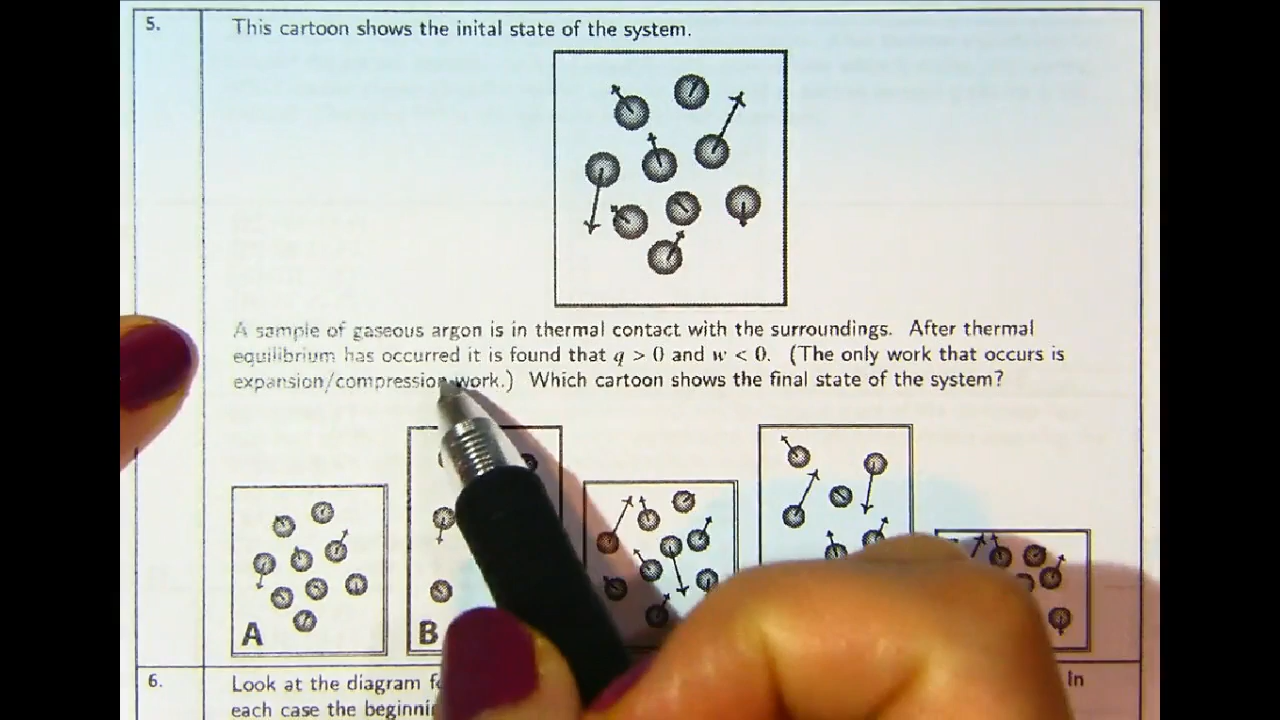 5.
This cartoon shows the inital state of the system.
A sample of gaseous argon is in thermal contact with the surroundings. After thermal
equilibrium has occurred it is found that q > 0 and w < 0. (The only work that occurs is
expansion/compression work.) Which cartoon shows the final state of the system?
A
B
6.
Look at the diagram In
each case the